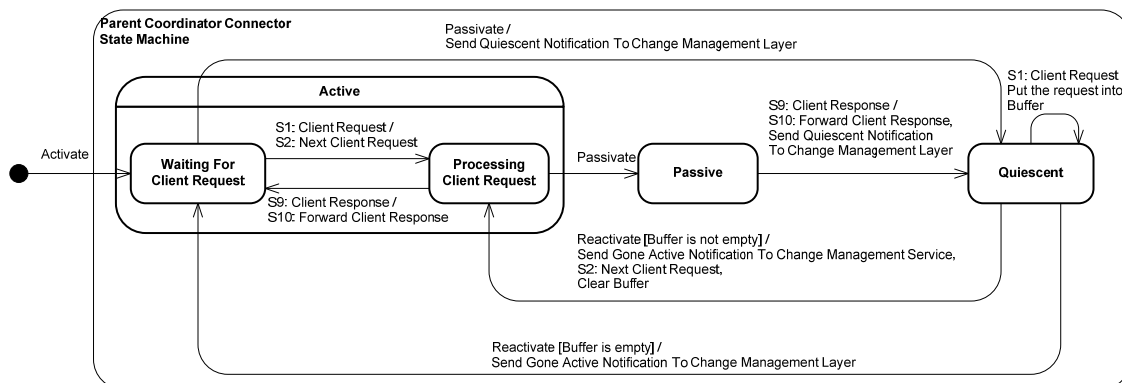 Parent Coordinator Connector
State Machine
Passivate /
Send Quiescent Notification To Change Management Layer
S1: Client Request
Put the request into
Buffer
Active
S9: Client Response /
S10: Forward Client Response,
Send Quiescent Notification
To Change Management Layer
S1: Client Request /
S2: Next Client Request
Activate
Waiting For
Client Request
Processing
Client Request
Passivate
Passive
Quiescent
S9: Client Response /
S10: Forward Client Response
Reactivate [Buffer is not empty] /
Send Gone Active Notification To Change Management Service,
S2: Next Client Request,
Clear Buffer
Reactivate [Buffer is empty] /
Send Gone Active Notification To Change Management Layer